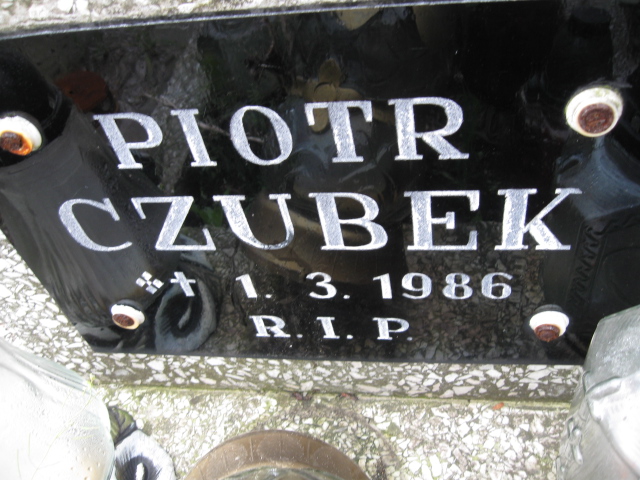 PIOTR
CZUBEK
※ ✝ 1. 3. 1986
R. I. P.